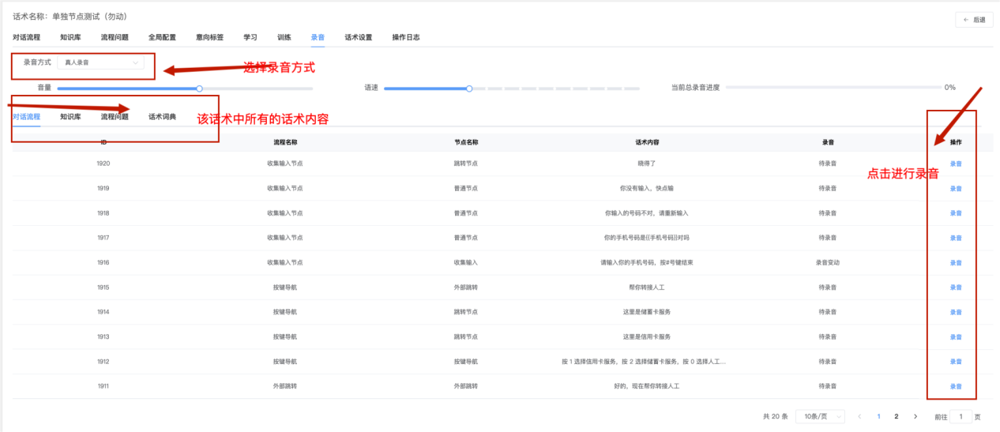 话术名称：单独节点测试（勿动）
← 后退
对话流程 知识库 流程问题 全局配置 意向标签 学习 训练 录音 话术设置 操作日志
录音方式 真人录音
选择录音方式
音量 语速 当前总录音进度 0%
对话流程 知识库 流程问题 话术词典
该话术中所有的话术内容
ID 流程名称 节点名称 话术内容 录音 操作
1920 收集输入节点 跳转节点 晓得了 待录音 录音
点击进行录音
1919 收集输入节点 普通节点 你没有输入，快点输 待录音 录音
1918 收集输入节点 普通节点 你输入的号码不对，请重新输入 待录音 录音
1917 收集输入节点 普通节点 你的手机号码是{{手机号码}}对吗 待录音 录音
1916 收集输入节点 收集输入 请输入你的手机号码，按#号键结束 录音变动 录音
1915 按键导航 外部跳转 帮你转接人工 待录音 录音
1914 按键导航 跳转节点 这里是储蓄卡服务 待录音 录音
1913 按键导航 跳转节点 这里是信用卡服务 待录音 录音
1912 按键导航 按键导航 按 1 选择信用卡服务，按 2 选择储蓄卡服务，按 0 选择人工... 待录音 录音
1911 外部跳转 外部跳转 好的，现在帮你转接人工 待录音 录音
共 20 条 10条/页 < 1 2 > 前往 1 页